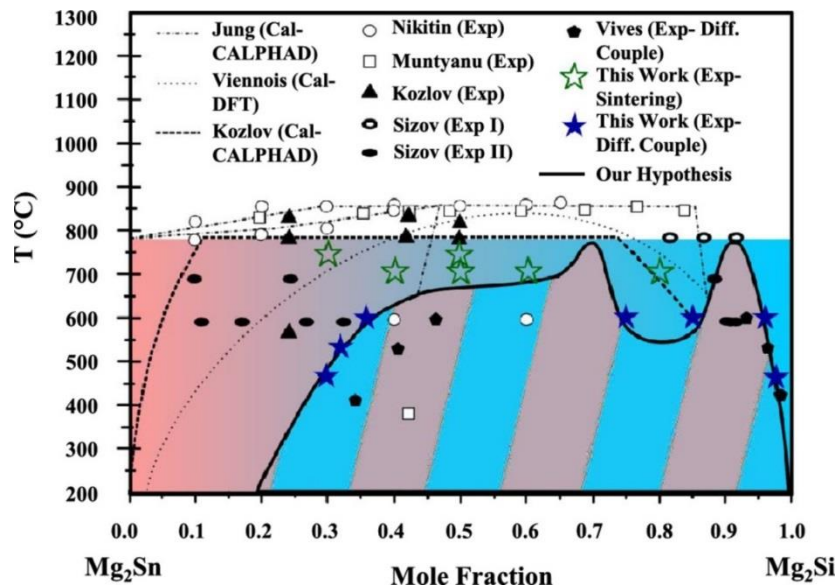 Jung (Cal-
CALPHAD)
Viennois (Cal-
DFT)
Kozlov (Cal-
CALPHAD)
Nikitin (Exp)
Muntyanu (Exp)
Kozlov (Exp)
Sizov (Exp I)
Sizov (Exp II)
Vives (Exp- Diff.
Couple)
This Work (Exp-
Sintering)
This Work (Exp-
Diff. Couple)
Our Hypothesis
T (°C)
1300
1200
1100
1000
900
800
700
600
500
400
300
200
0.0 0.1 0.2 0.3 0.4 0.5 0.6 0.7 0.8 0.9 1.0
Mg₂Sn Mole Fraction Mg₂Si